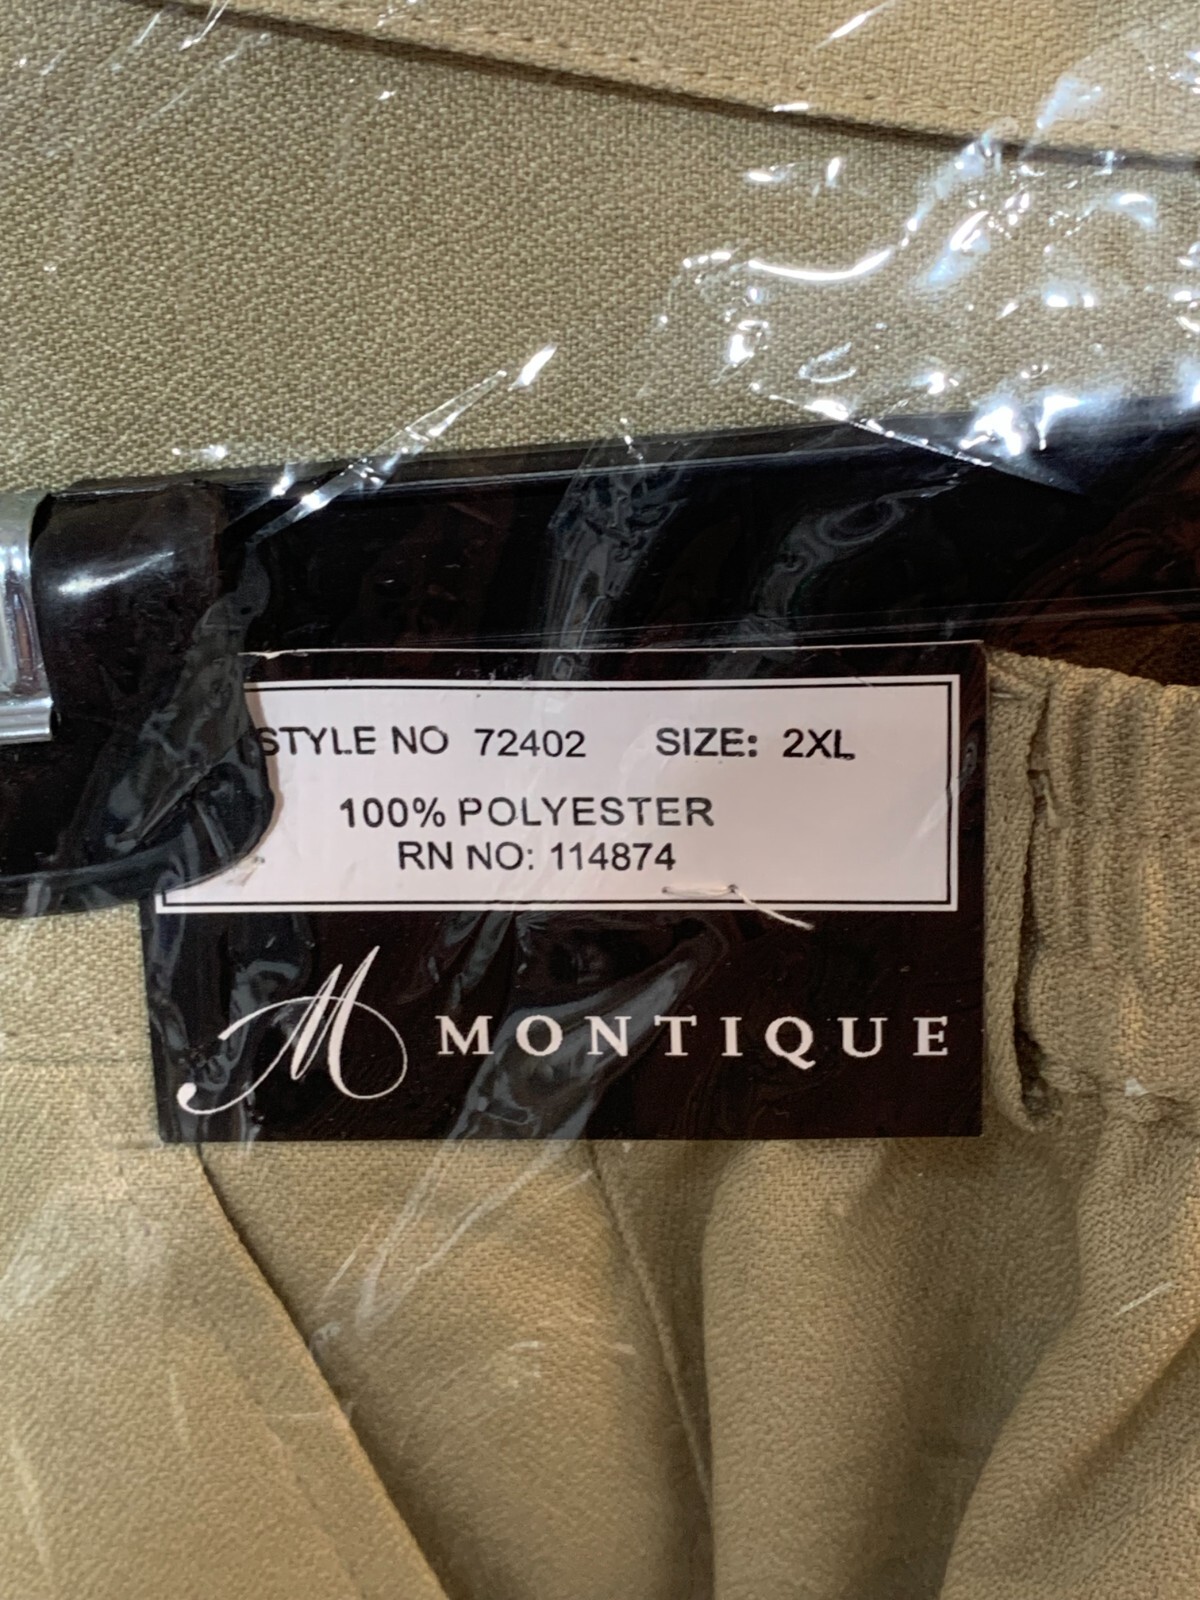 STYLE NO 72402 SIZE: 2XL
100% POLYESTER
RN NO: 114874
M MONTIQUE